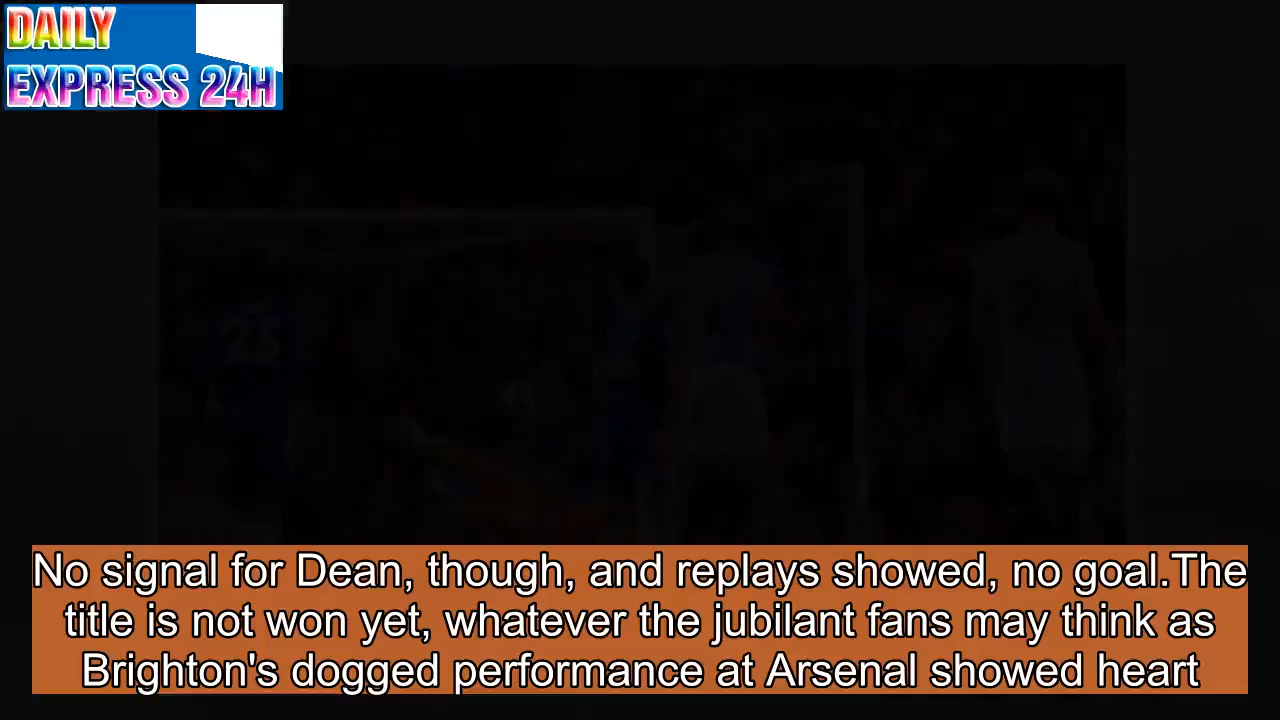 DAILY
EXPRESS 24H
25
No signal for Dean, though, and replays showed, no goal.The
title is not won yet, whatever the jubilant fans may think as
Brighton's dogged performance at Arsenal showed heart